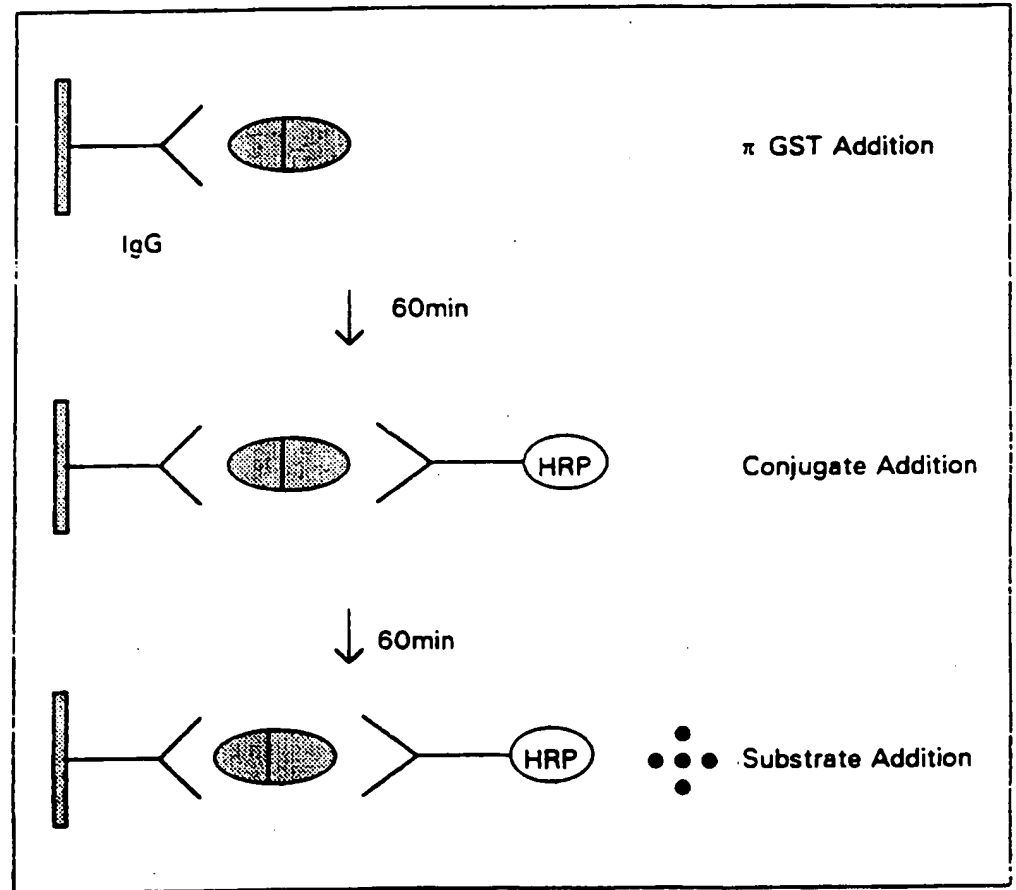 π GST Addition
IgG
60min
HRP
Conjugate Addition
60min
HRP
Substrate Addition